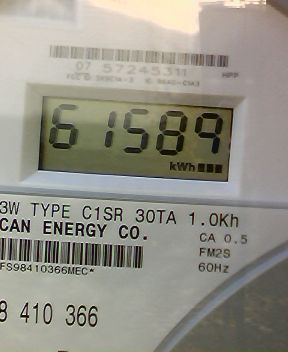 07 57245311
HPP
61589
kWh
3W TYPE C1SR 30TA 1.0Kh
CAN ENERGY CO.
CA 0.5
FM2S
FS98410366MEC*
60Hz
8 410 366